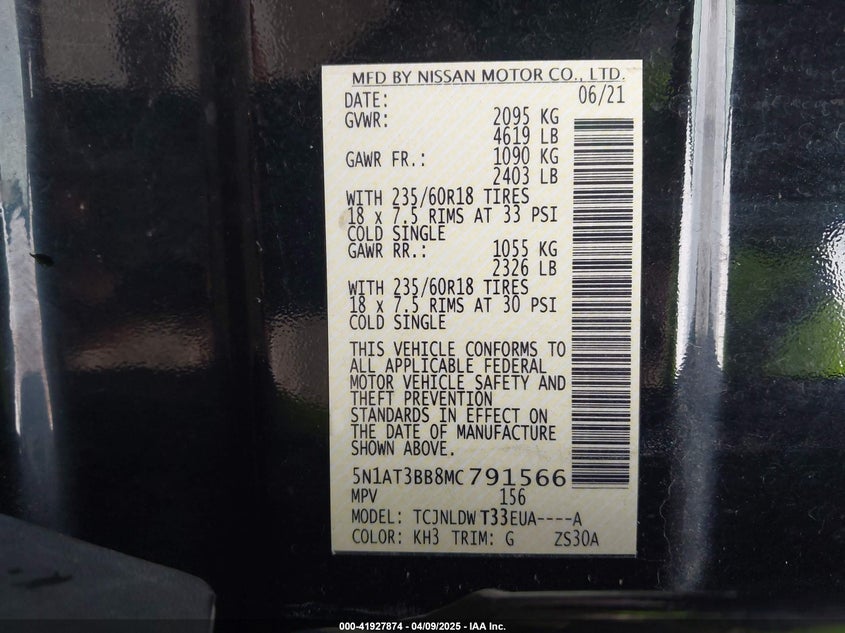 MFD BY NISSAN MOTOR CO., LTD.
DATE: 06/21
GVWR: 2095 KG
4619 LB
GAWR FR.: 1090 KG
2403 LB
WITH 235/60R18 TIRES
18 x 7.5 RIMS AT 33 PSI
COLD SINGLE
GAWR RR.: 1055 KG
2326 LB
WITH 235/60R18 TIRES
18 x 7.5 RIMS AT 30 PSI
COLD SINGLE
THIS VEHICLE CONFORMS TO
ALL APPLICABLE FEDERAL
MOTOR VEHICLE SAFETY AND
THEFT PREVENTION
STANDARDS IN EFFECT ON
THE DATE OF MANUFACTURE
SHOWN ABOVE.
5N1AT3BB8MC791566
MPV 156
MODEL: TCJNLDWT33EUA----A
COLOR: KH3 TRIM: G ZS30A
000-41927874 - 04/09/2025 - IAA Inc.